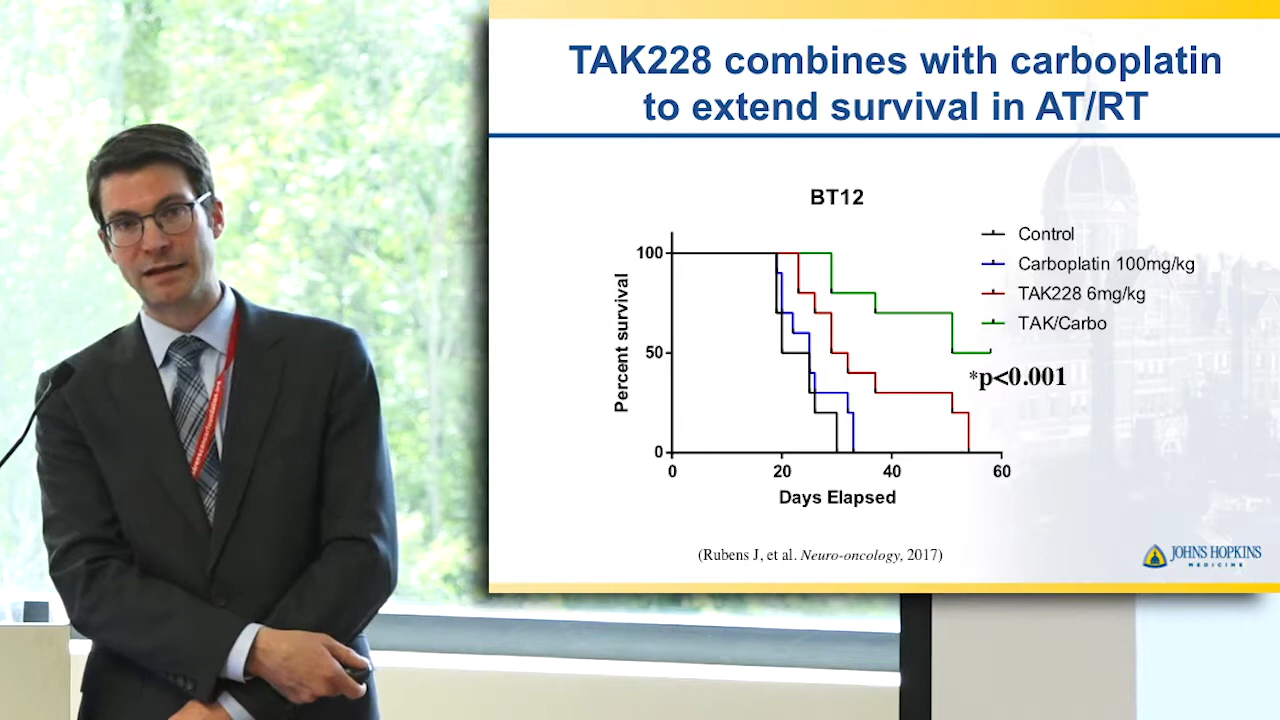 TAK228 combines with carboplatin
to extend survival in AT/RT
BT12
Control
Carboplatin 100mg/kg
TAK228 6mg/kg
TAK/Carbo
*p<0.001
Percent survival
100
50
0
0 20 40 60
Days Elapsed
(Rubens J, et al. Neuro-oncology, 2017)
JOHNS HOPKINS
MEDICINE